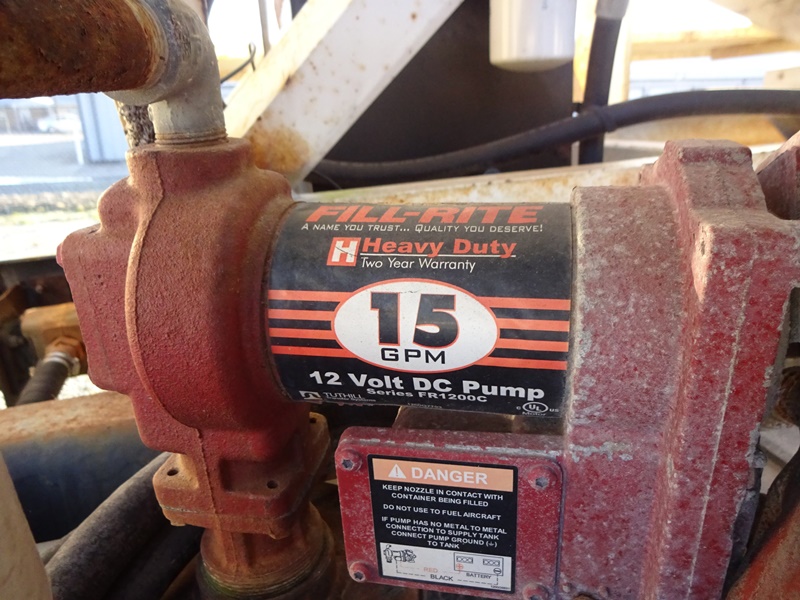 FILL-RITE
A NAME YOU TRUST... QUALITY YOU DESERVE!
H Heavy Duty
Two Year Warranty
15
GPM
12 Volt DC Pump
Series FR1200C
TUTHILL
C UL US
DANGER
KEEP NOZZLE IN CONTACT WITH
CONTAINER BEING FILLED
DO NOT USE TO FUEL AIRCRAFT
IF PUMP HAS NO METAL TO METAL
CONNECTION TO SUPPLY TANK
CONNECT PUMP GROUND (⏚)
TO TANK
RED
BLACK
BATTERY